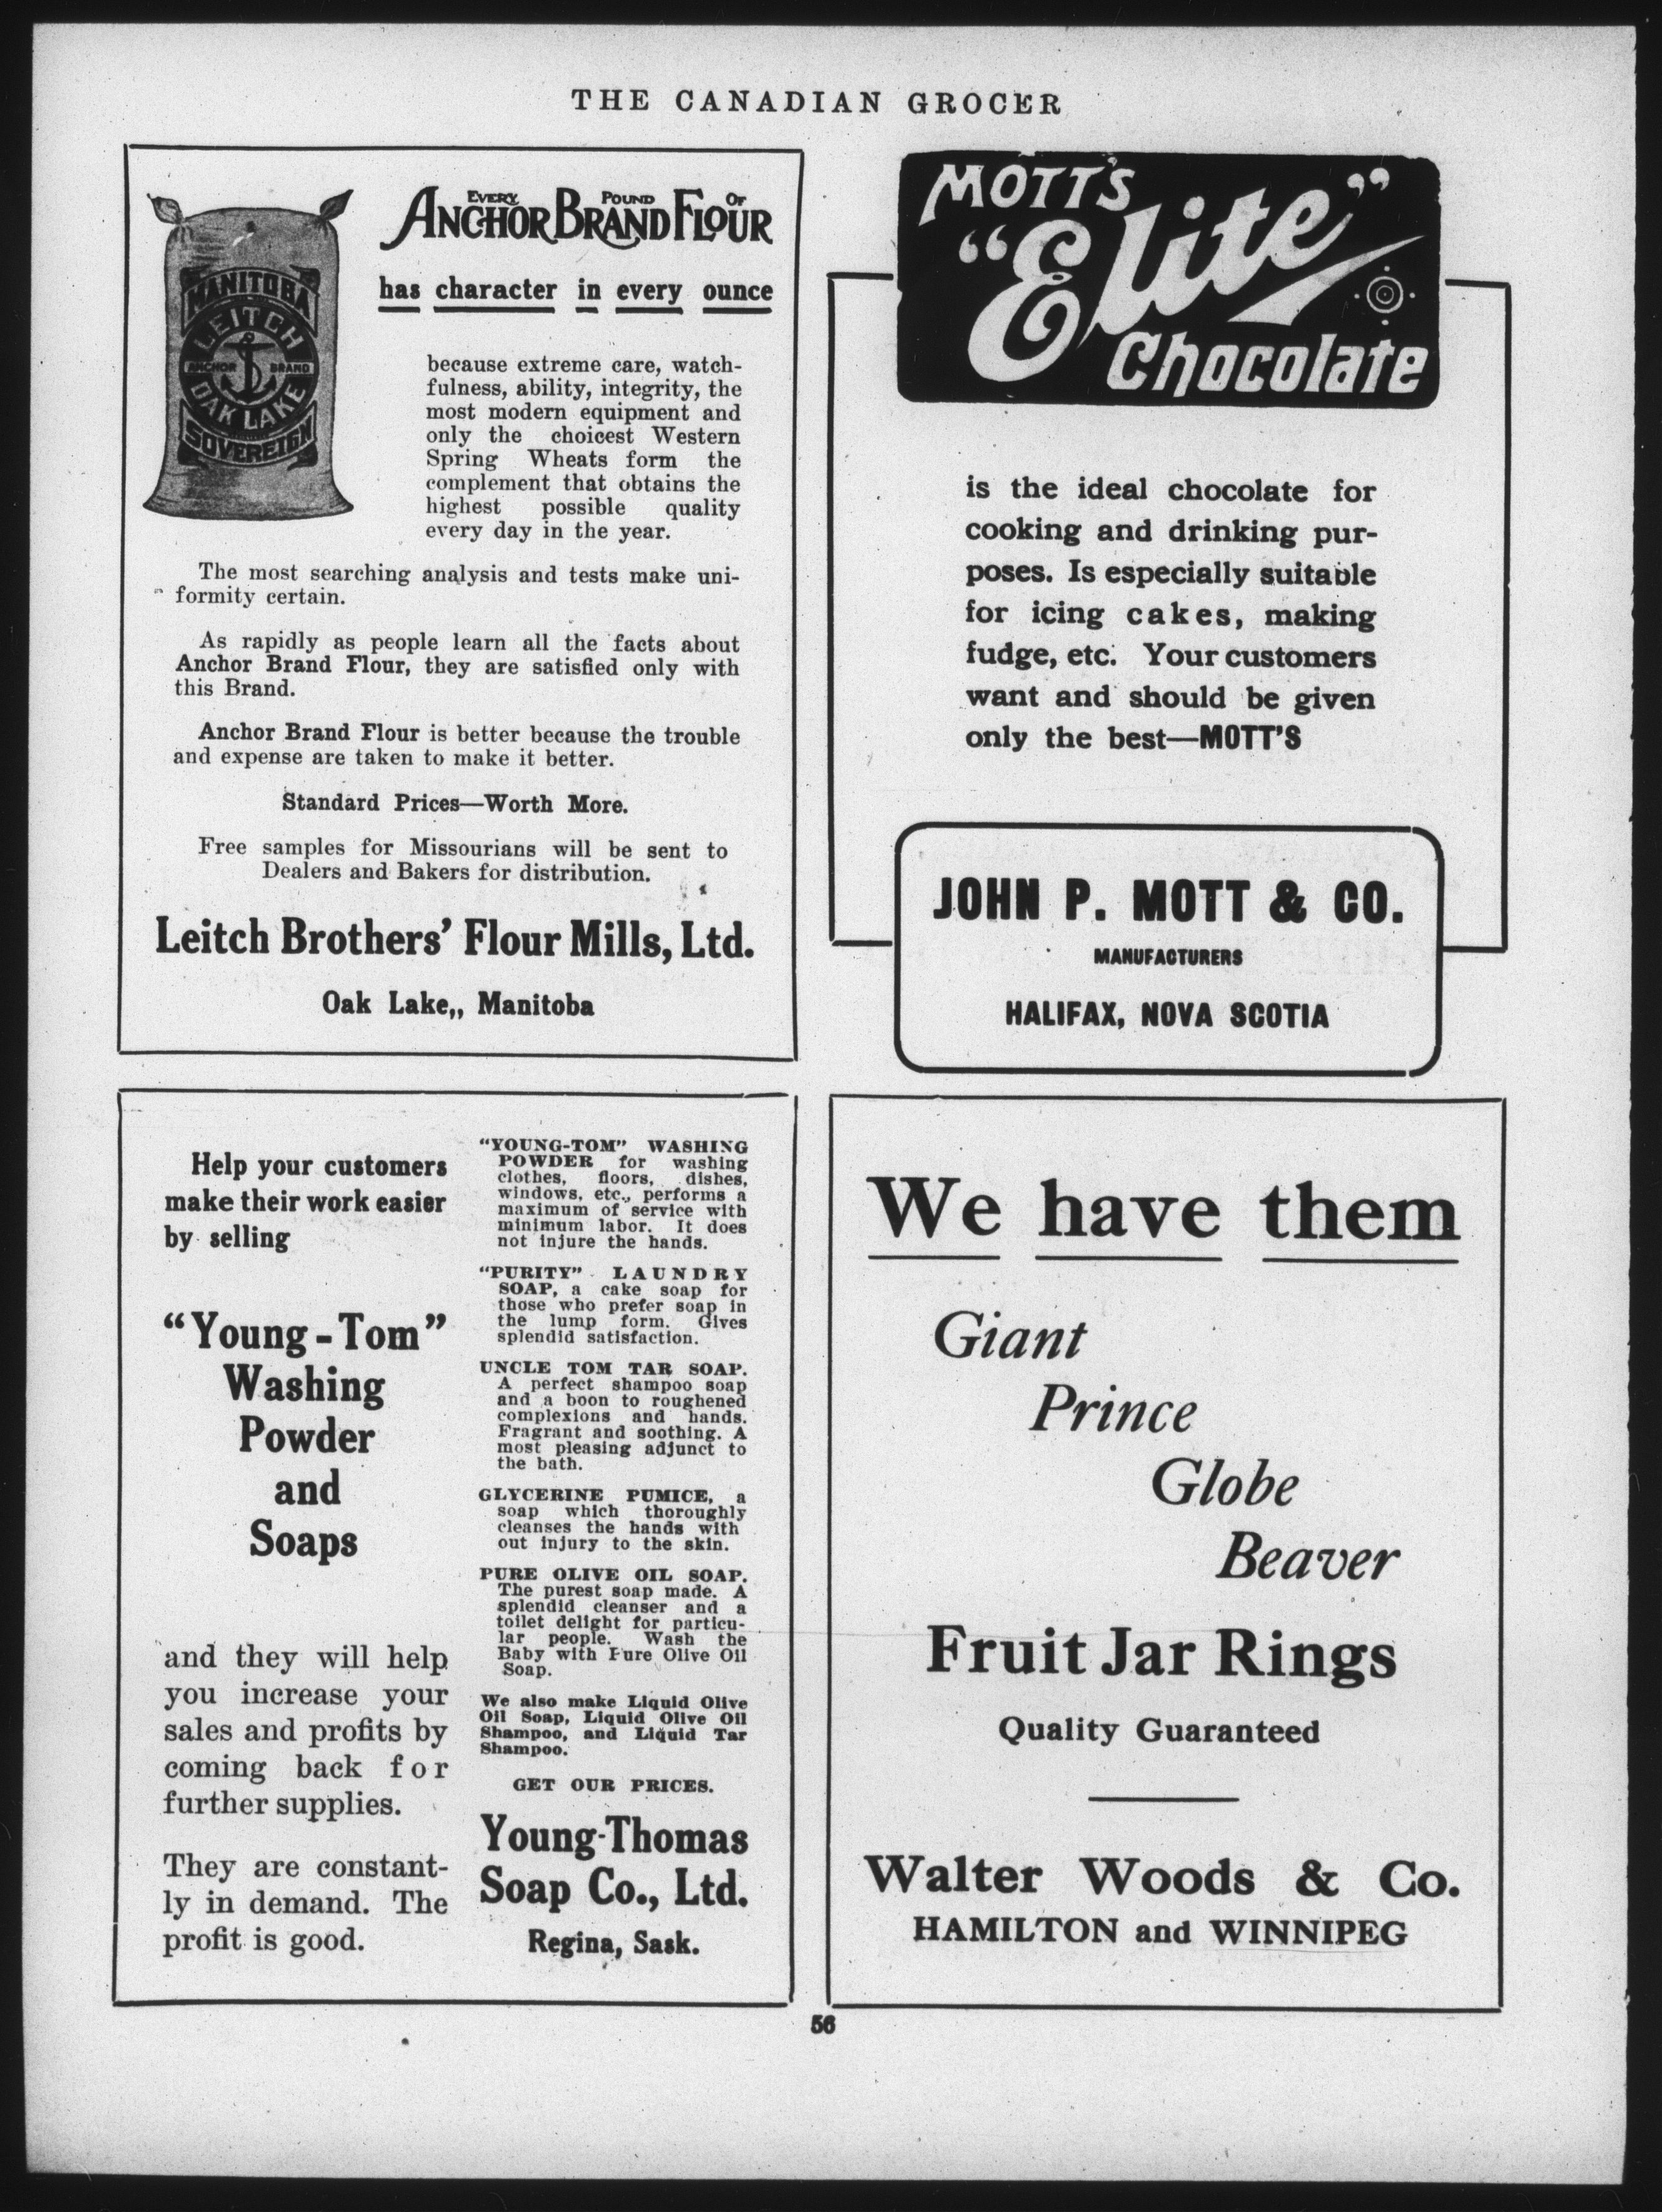 THE CANADIAN GROCER
EVERY POUND OF
ANCHOR BRAND FLOUR
has character in every ounce
MANITOBA
LEITCH
ANCHOR BRAND
OAK LAKE
SOVEREIGN
because extreme care, watch-
fulness, ability, integrity, the
most modern equipment and
only the choicest Western
Spring Wheats form the
complement that obtains the
highest possible quality
every day in the year.
The most searching analysis and tests make uni-
formity certain.
As rapidly as people learn all the facts about
Anchor Brand Flour, they are satisfied only with
this Brand.
Anchor Brand Flour is better because the trouble
and expense are taken to make it better.
Standard Prices—Worth More.
Free samples for Missourians will be sent to
Dealers and Bakers for distribution.
Leitch Brothers' Flour Mills, Ltd.
Oak Lake,, Manitoba
MOTT'S
"Elite"
Chocolate
is the ideal chocolate for
cooking and drinking pur-
poses. Is especially suitable
for icing cakes, making
fudge, etc. Your customers
want and should be given
only the best—MOTT'S
JOHN P. MOTT & CO.
MANUFACTURERS
HALIFAX, NOVA SCOTIA
Help your customers
make their work easier
by selling
"Young-Tom"
Washing
Powder
and
Soaps
and they will help
you increase your
sales and profits by
coming back for
further supplies.
They are constant-
ly in demand. The
profit is good.
"YOUNG-TOM" WASHING
POWDER for washing
clothes, floors, dishes,
windows, etc., performs a
maximum of service with
minimum labor. It does
not injure the hands.
"PURITY" LAUNDRY
SOAP, a cake soap for
those who prefer soap in
the lump form. Gives
splendid satisfaction.
UNCLE TOM TAR SOAP.
A perfect shampoo soap
and a boon to roughened
complexions and hands.
Fragrant and soothing. A
most pleasing adjunct to
the bath.
GLYCERINE PUMICE, a
soap which thoroughly
cleanses the hands with
out injury to the skin.
PURE OLIVE OIL SOAP.
The purest soap made. A
splendid cleanser and a
toilet delight for particu-
lar people. Wash the
Baby with Pure Olive Oil
Soap.
We also make Liquid Olive
Oil Soap, Liquid Olive Oil
Shampoo, and Liquid Tar
Shampoo.
GET OUR PRICES.
Young-Thomas
Soap Co., Ltd.
Regina, Sask.
We have them
Giant
Prince
Globe
Beaver
Fruit Jar Rings
Quality Guaranteed
Walter Woods & Co.
HAMILTON and WINNIPEG
56